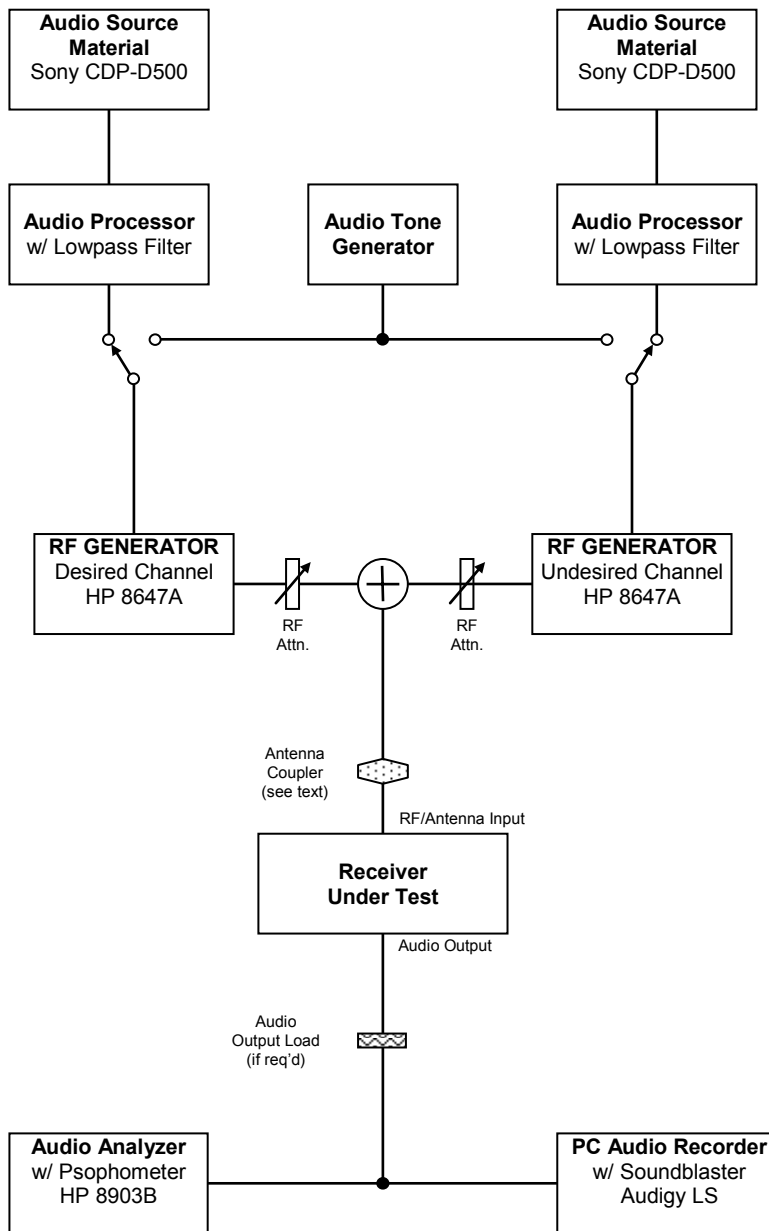 Audio Source
Material
Sony CDP-D500
Audio Source
Material
Sony CDP-D500
Audio Processor
w/ Lowpass Filter
Audio Tone
Generator
Audio Processor
w/ Lowpass Filter
RF GENERATOR
Desired Channel
HP 8647A
RF
Attn.
RF
Attn.
RF GENERATOR
Undesired Channel
HP 8647A
Antenna
Coupler
(see text)
RF/Antenna Input
Receiver
Under Test
Audio Output
Audio
Output Load
(if req'd)
Audio Analyzer
w/ Psophometer
HP 8903B
PC Audio Recorder
w/ Soundblaster
Audigy LS